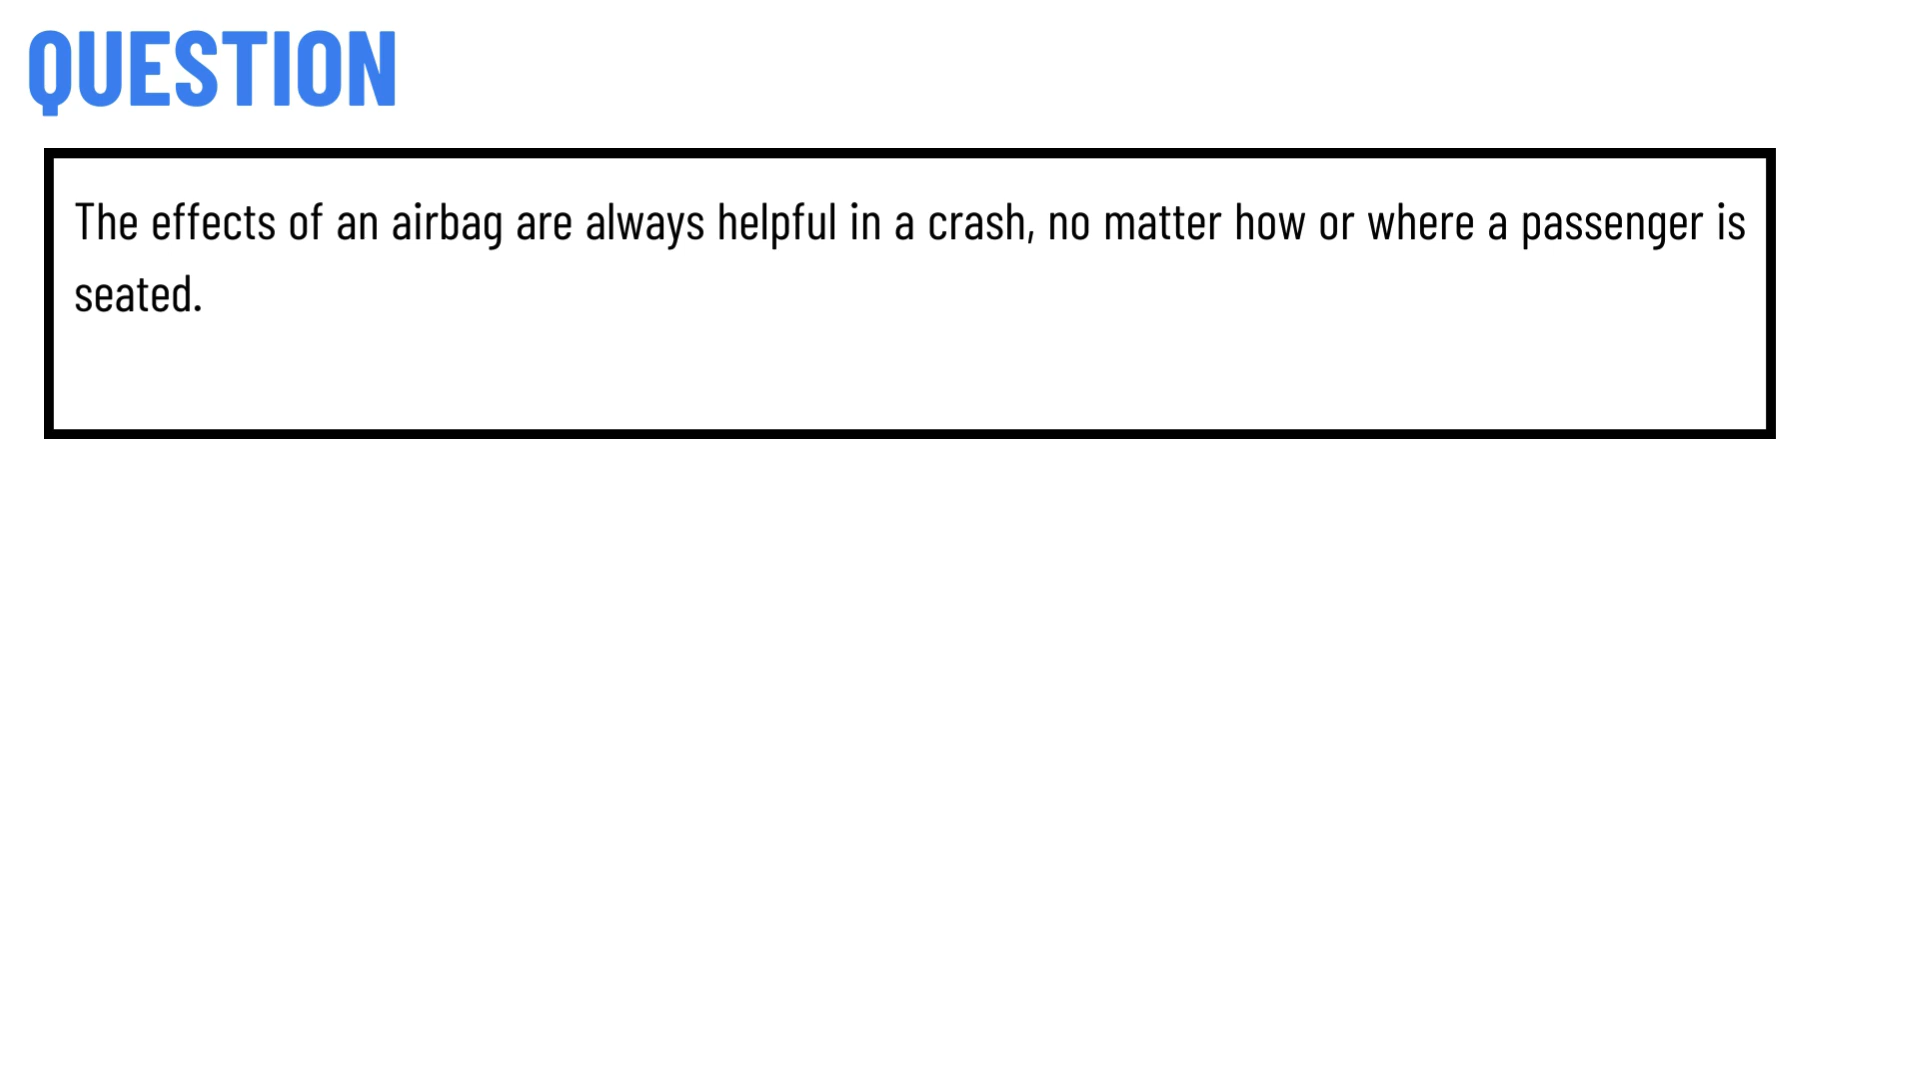 QUESTION
The effects of an airbag are always helpful in a crash, no matter how or where a passenger is
seated.